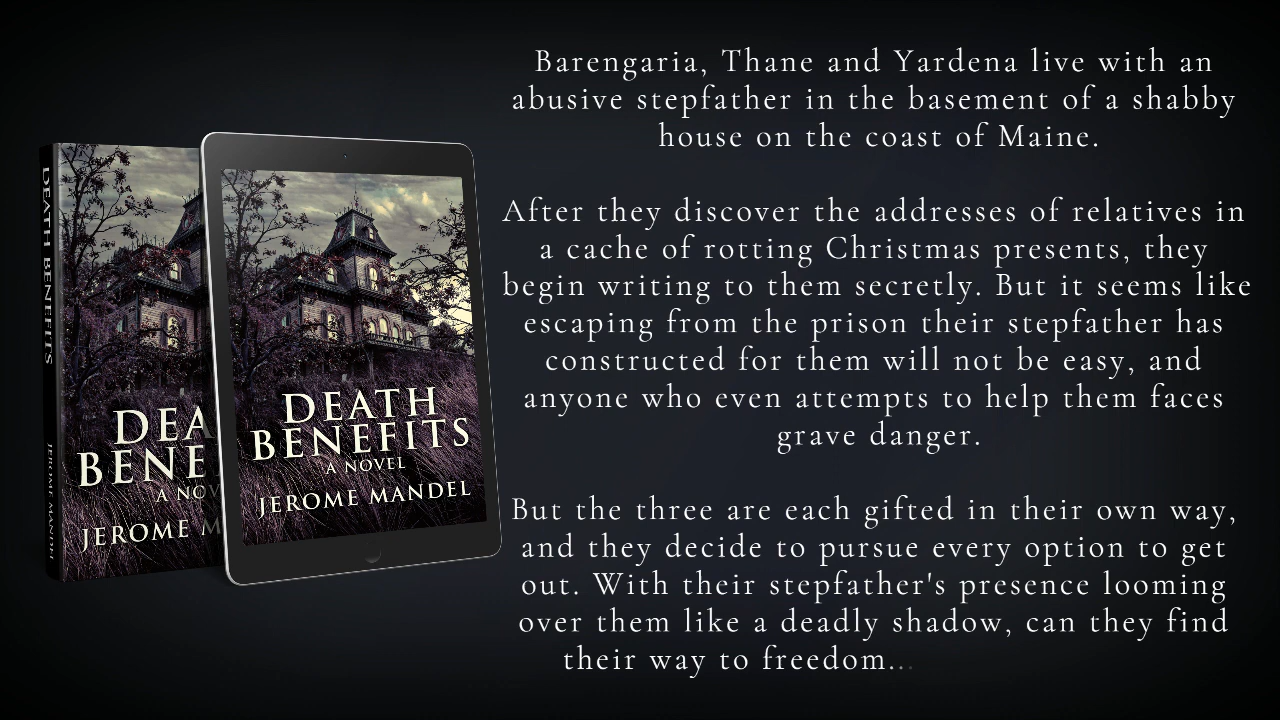 DEATH BENEFITS
JEROME MANDEL
DEA
BENE
A NOV
JEROME M
DEATH
BENEFITS
A NOVEL
JEROME MANDEL
Barengaria, Thane and Yardena live with an
abusive stepfather in the basement of a shabby
house on the coast of Maine.
After they discover the addresses of relatives in
a cache of rotting Christmas presents, they
begin writing to them secretly. But it seems like
escaping from the prison their stepfather has
constructed for them will not be easy, and
anyone who even attempts to help them faces
grave danger.
But the three are each gifted in their own way,
and they decide to pursue every option to get
out. With their stepfather's presence looming
over them like a deadly shadow, can they find
their way to freedom...